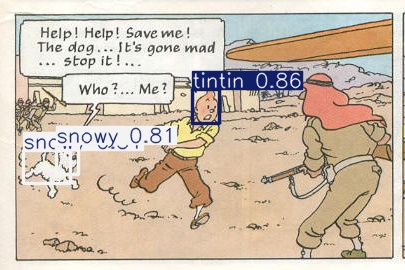 Help! Help! Save me!
The dog... It's gone mad
... stop it!...
Who?... Me?
tintin 0.86
snowy 0.81